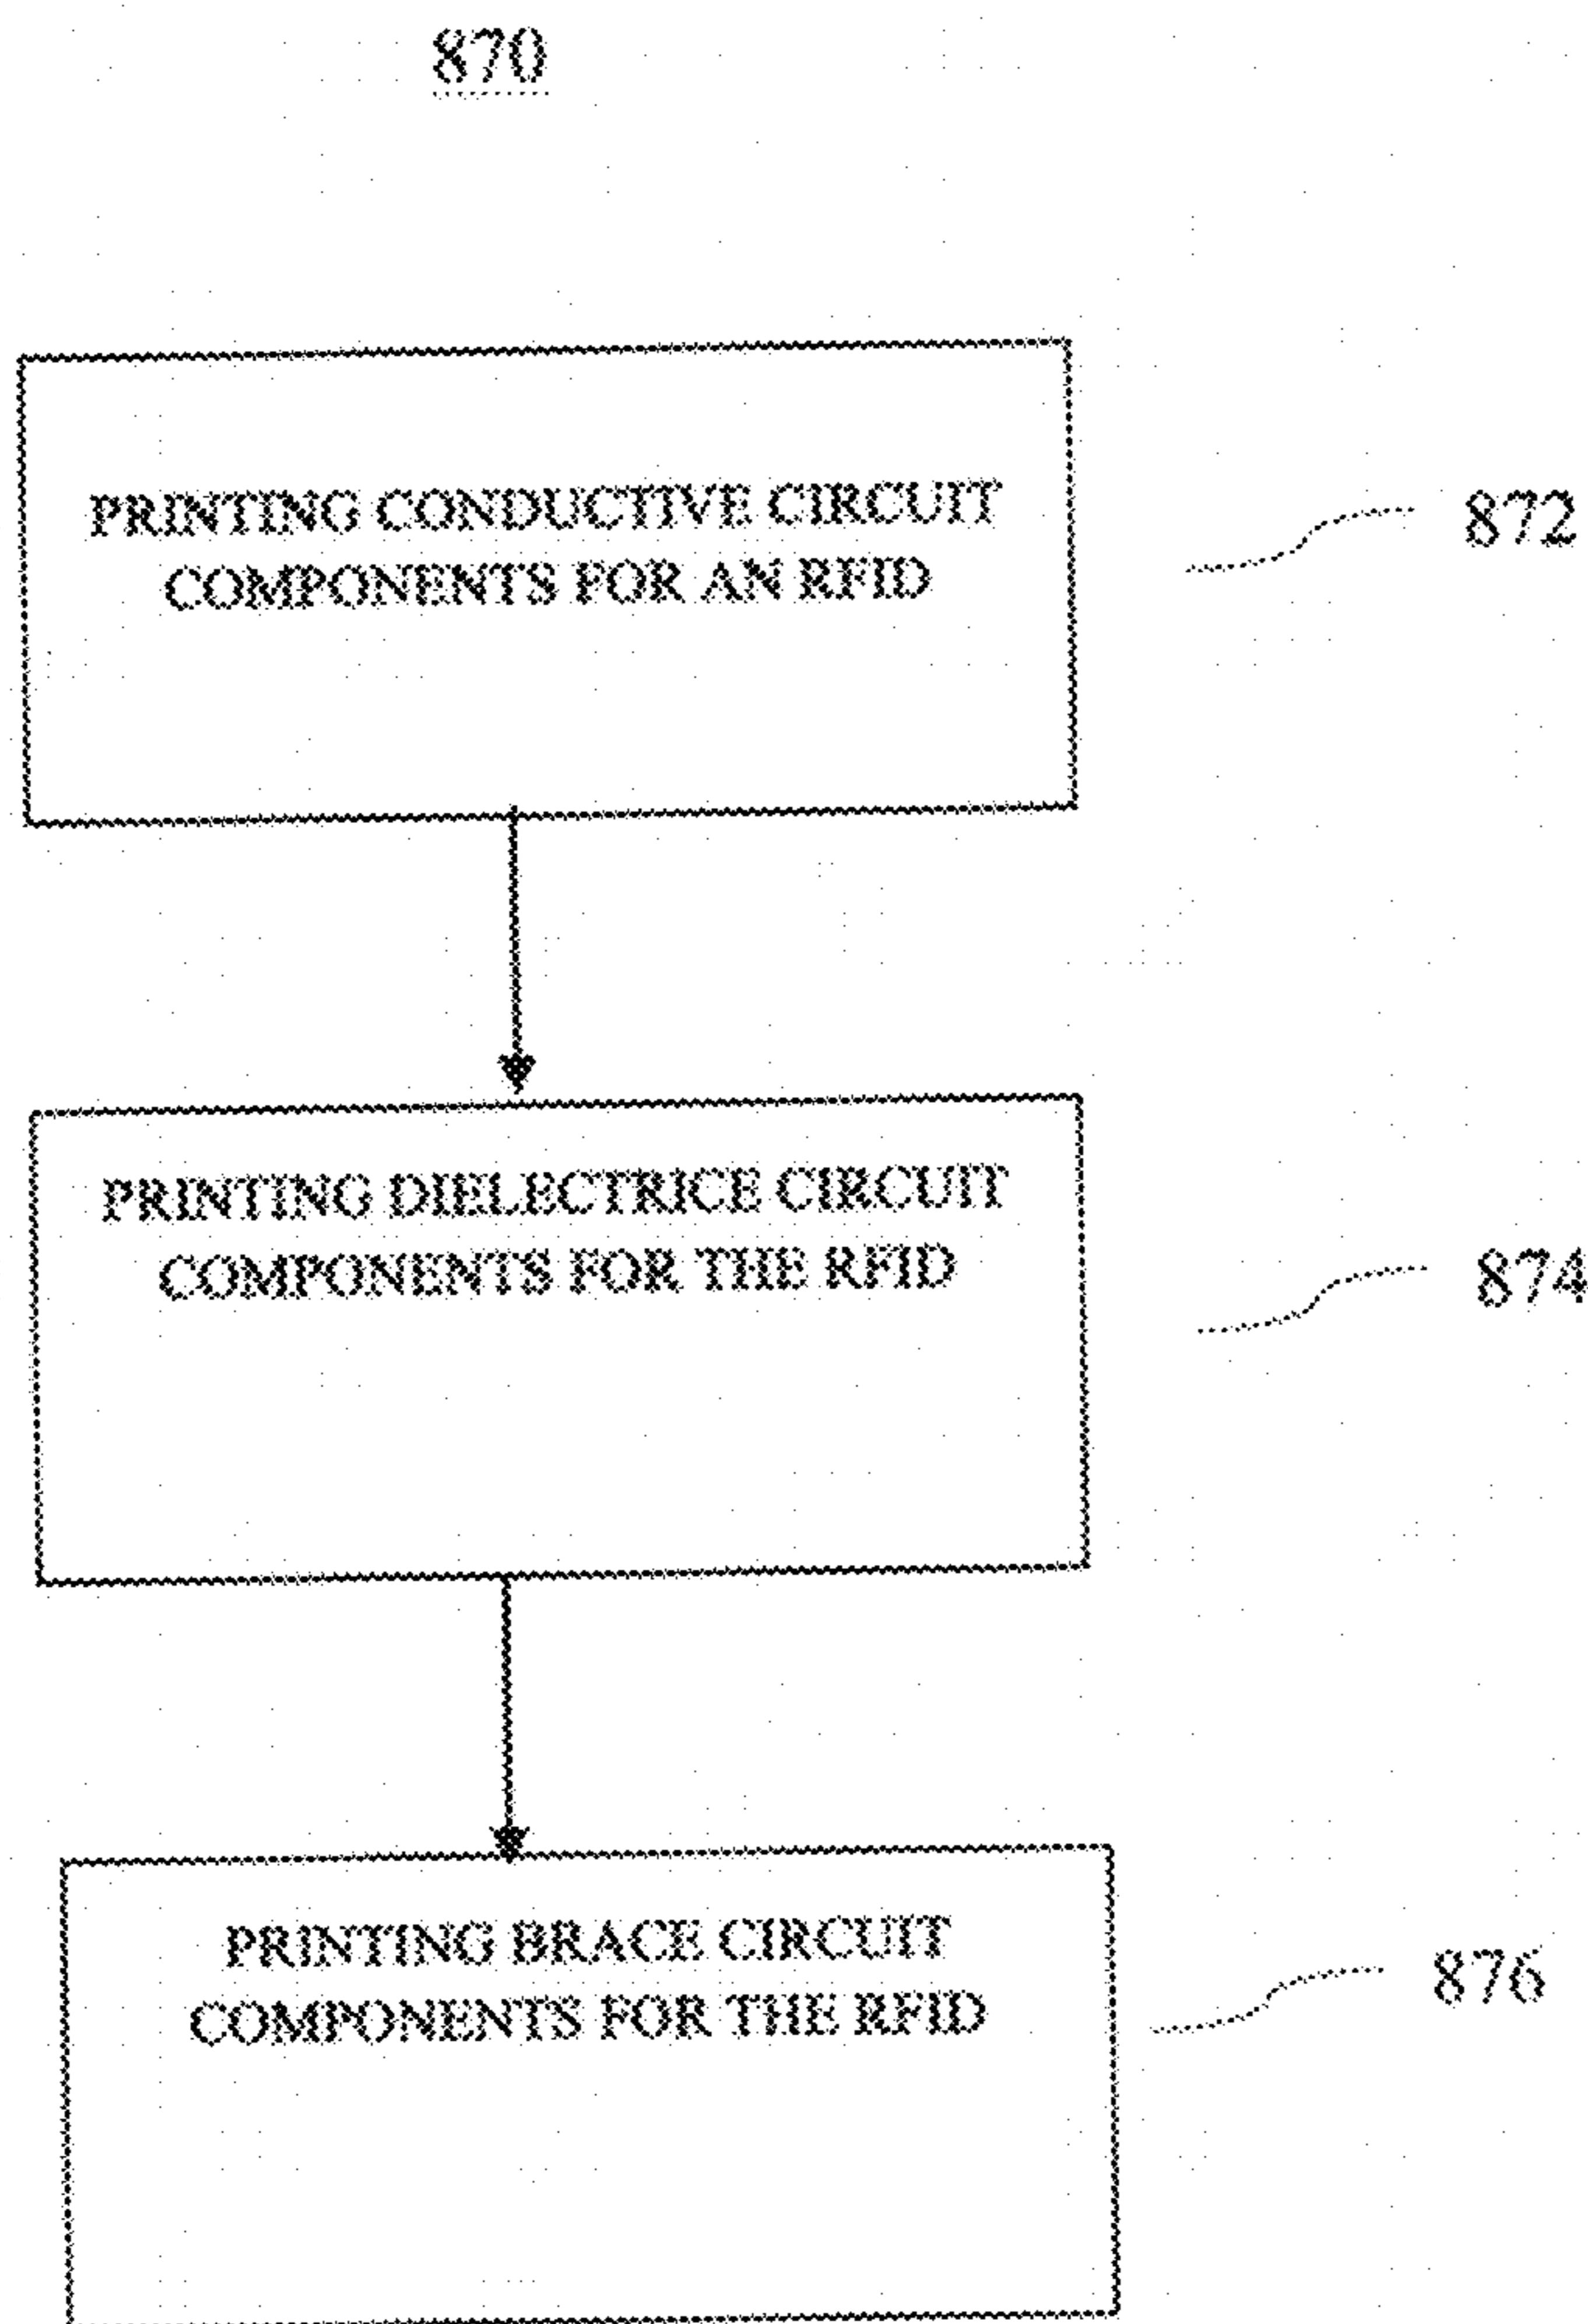 870
PRINTING CONDUCTIVE CIRCUIT
COMPONENTS FOR AN RFID
872
PRINTING DIELECTRICE CIRCUIT
COMPONENTS FOR THE RFID
874
PRINTING BRACE CIRCUIT
COMPONENTS FOR THE RFID
876